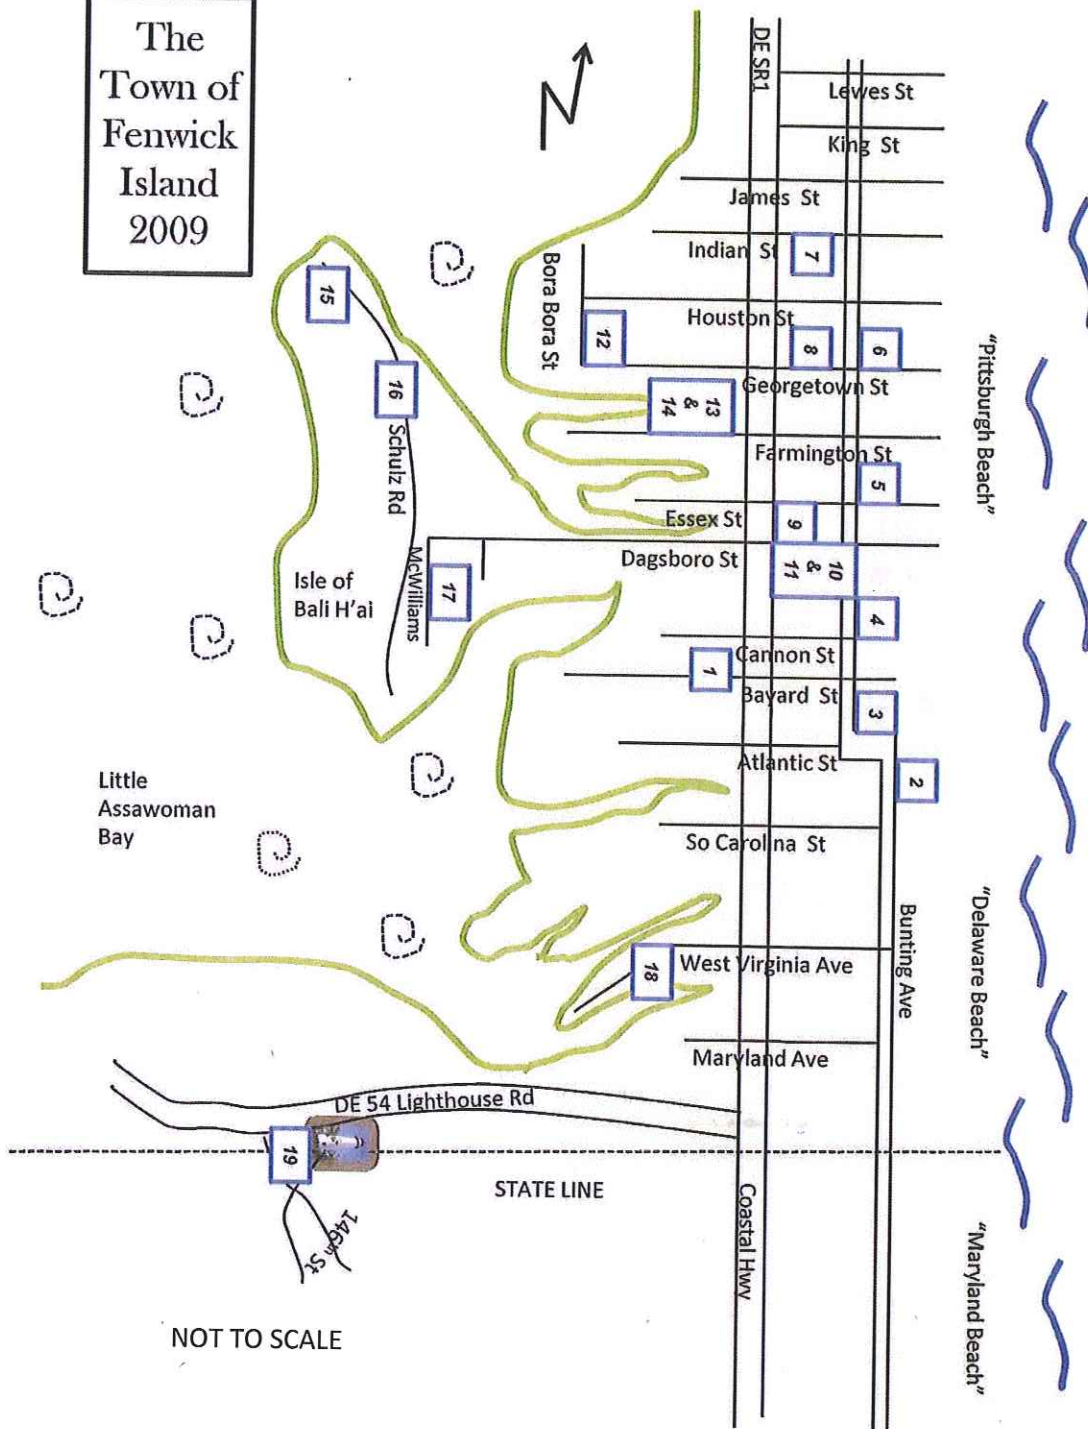 The
Town of
Fenwick
Island
2009
N
DE SR1
Lewes St
King St
James St
Indian St
7
Bora Bora St
Houston St
12
8
6
"Pittsburgh Beach"
15
16
Georgetown St
13
&
14
Schulz Rd
Farmington St
5
Essex St
9
Dagsboro St
10
&
11
McWilliams
17
Isle of
Bali H'ai
4
Cannon St
1
Bayard St
3
Atlantic St
2
Little
Assawoman
Bay
So Carolina St
"Delaware Beach"
Bunting Ave
18
West Virginia Ave
Maryland Ave
DE 54 Lighthouse Rd
19
STATE LINE
146th St
Coastal Hwy
"Maryland Beach"
NOT TO SCALE